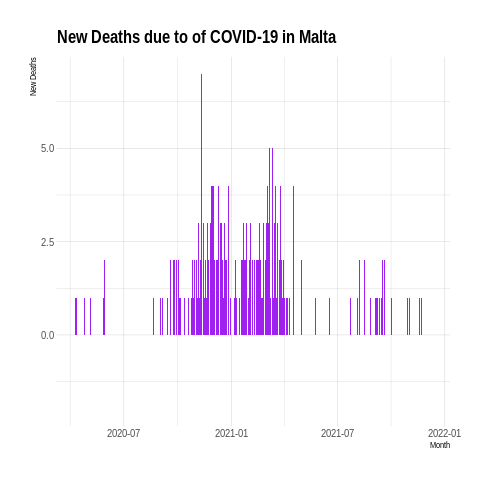 New Deaths due to of COVID-19 in Malta
New Deaths
5.0
2.5
0.0
2020-07 2021-01 2021-07 2022-01
Month